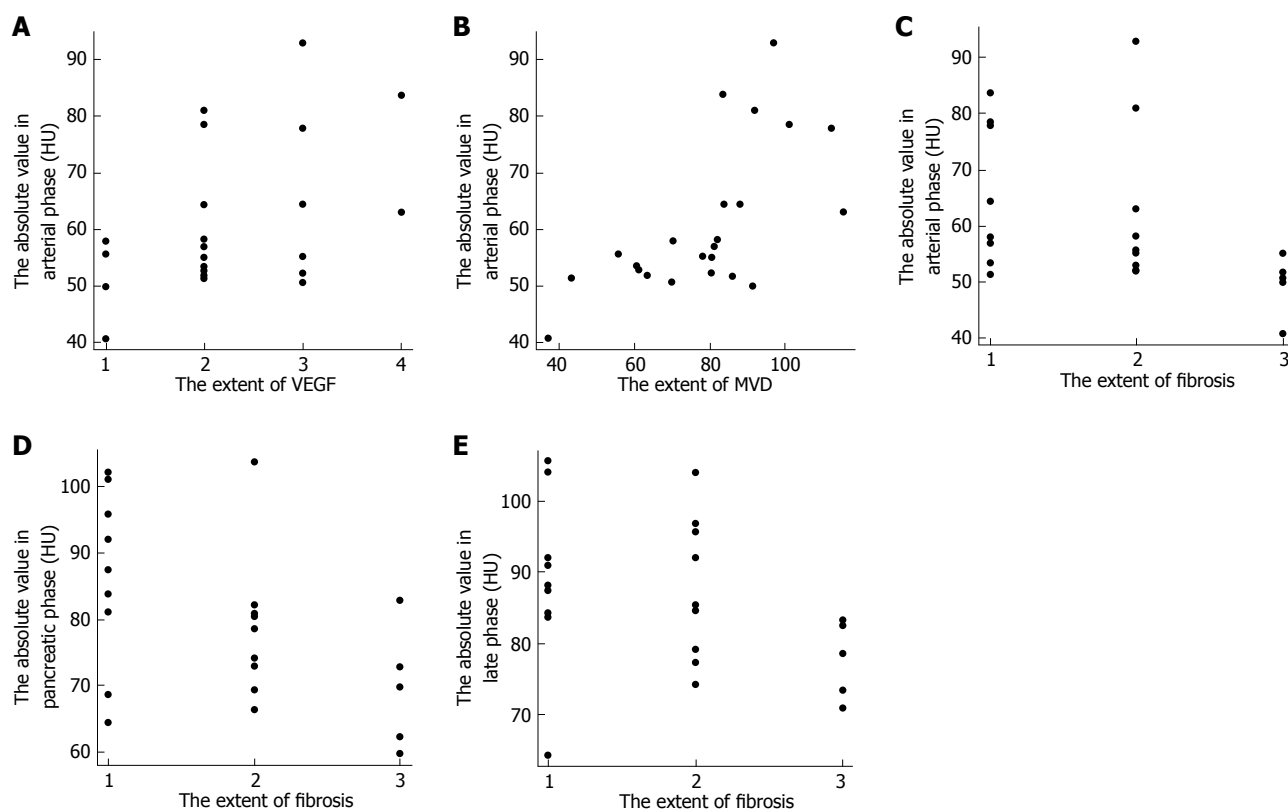 A
The absolute value in
arterial phase (HU)
90
80
70
60
50
40
1 2 3 4
The extent of VEGF
B
The absolute value in
arterial phase (HU)
90
80
70
60
50
40
40 60 80 100
The extent of MVD
C
The absolute value in
arterial phase (HU)
90
80
70
60
50
40
1 2 3
The extent of fibrosis
D
The absolute value in
pancreatic phase (HU)
100
90
80
70
60
1 2 3
The extent of fibrosis
E
The absolute value in
late phase (HU)
100
90
80
70
1 2 3
The extent of fibrosis